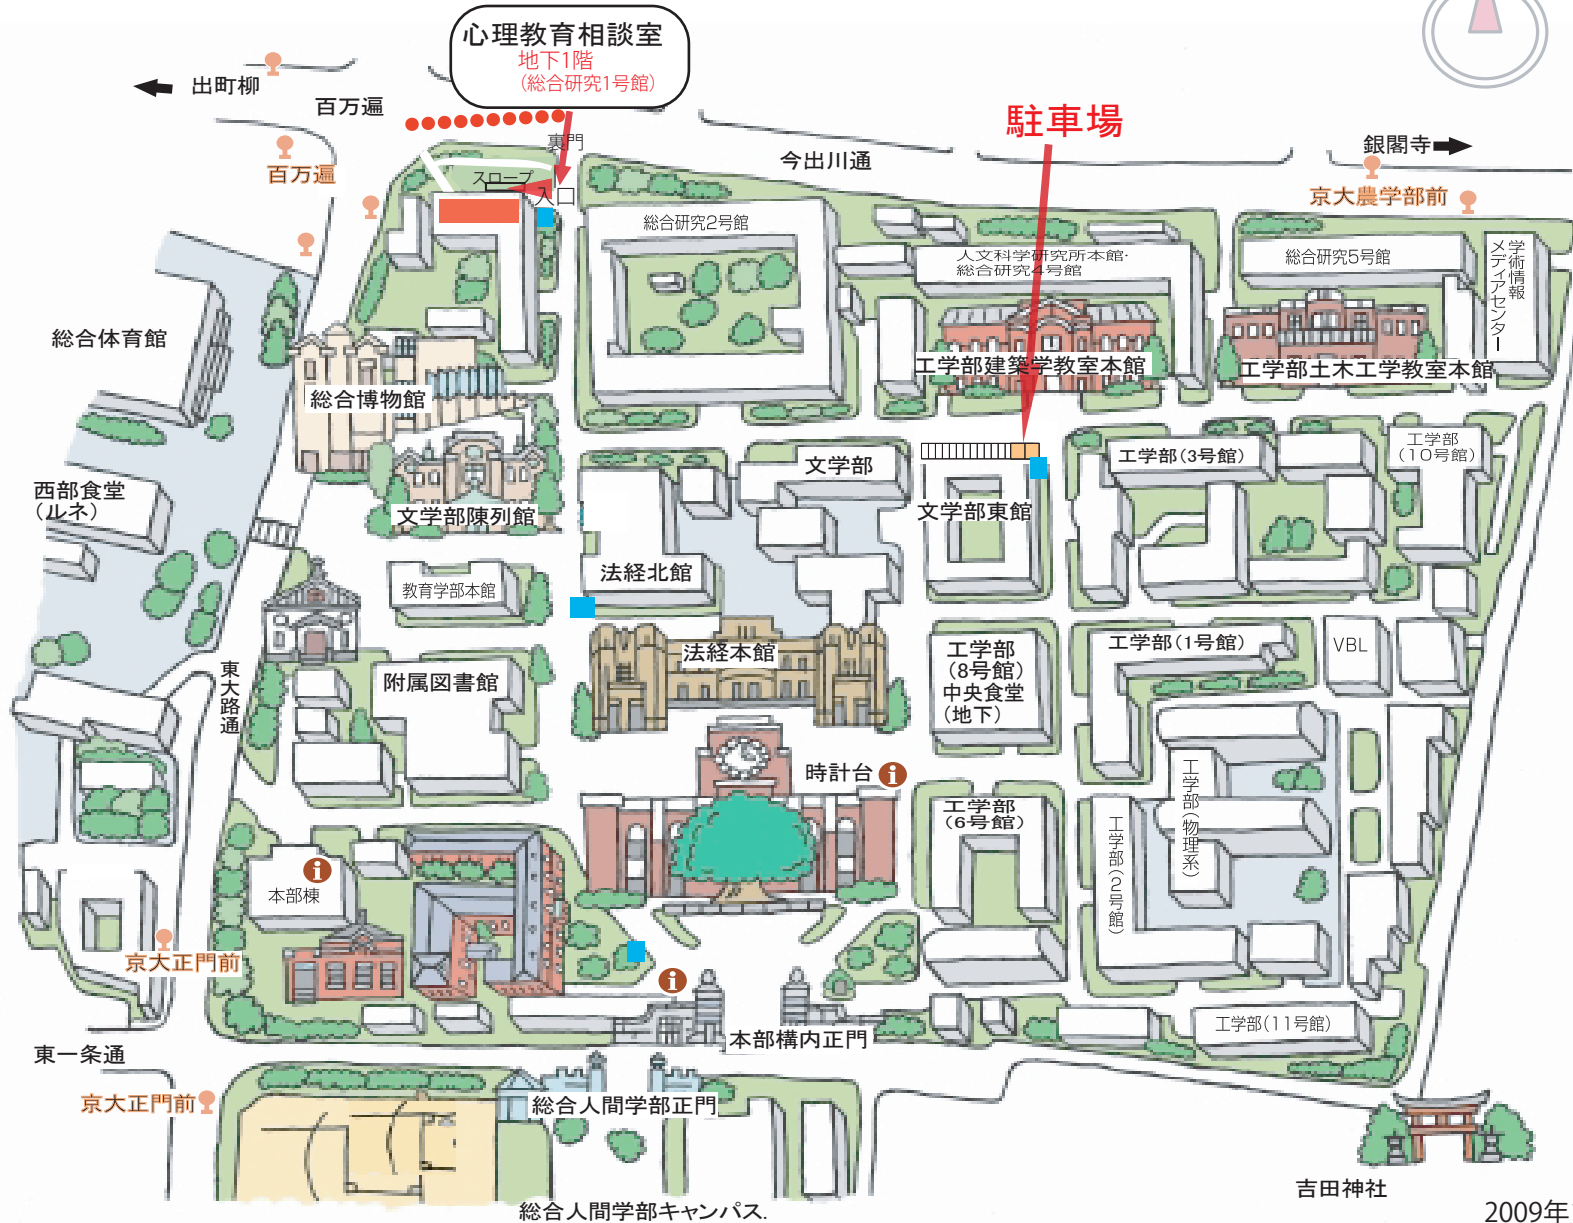 心理教育相談室
地下1階
(総合研究1号館)
出町柳
百万遍
裏門
駐車場
今出川通
銀閣寺
百万遍
スロープ
入口
京大農学部前
総合研究2号館
人文科学研究所本館・
総合研究4号館
総合研究5号館
学術情報
メディアセンター
総合体育館
工学部建築学教室本館
工学部土木工学教室本館
総合博物館
西部食堂
(ルネ)
文学部陳列館
文学部
文学部東館
工学部(3号館)
工学部
(10号館)
教育学部本館
法経北館
東大路通
附属図書館
法経本館
工学部
(8号館)
中央食堂
(地下)
工学部(1号館)
VBL
時計台
i
工学部
(6号館)
工学部(2号館)
工学部(物理系)
i
本部棟
京大正門前
i
本部構内正門
工学部(11号館)
東一条通
京大正門前
総合人間学部正門
吉田神社
総合人間学部キャンパス.
2009年